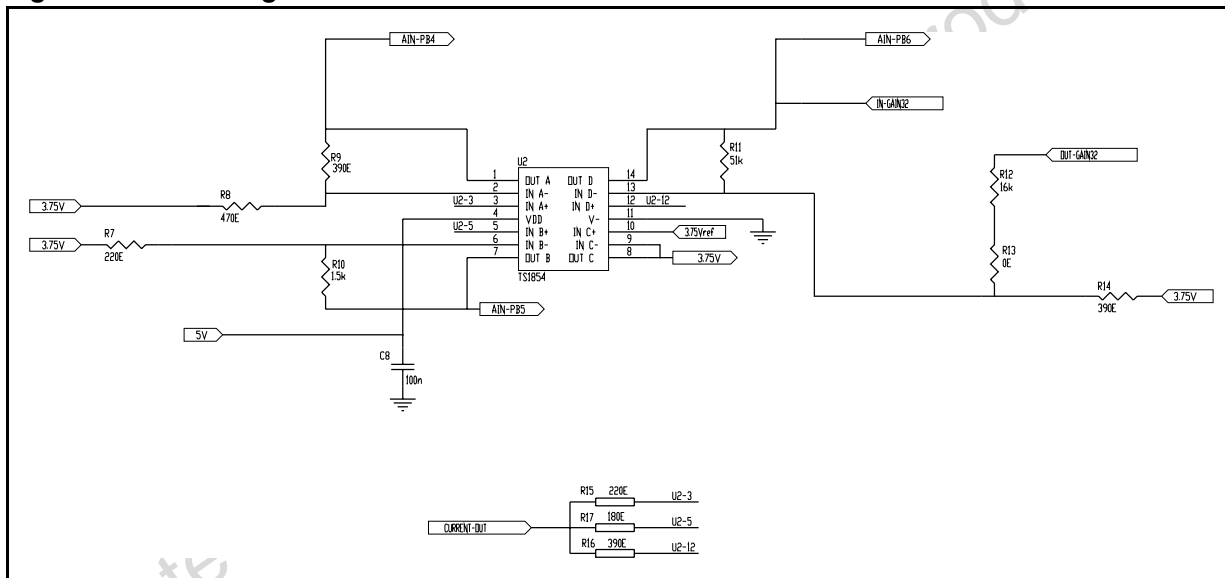 AIN-PB4
AIN-PB6
IN-GAIN32
R9
390E
R11
51k
OUT-GAIN32
R12
16k
U2
1 OUT A OUT D 14
2 IN A- IN D- 13
U2-3 3 IN A+ IN D+ 12 U2-12
4 VDD V- 11
U2-5 5 IN B+ IN C+ 10 3.75Vref
6 IN B- IN C- 9
7 OUT B OUT C 8 3.75V
TS1854
3.75V
R8
470E
3.75V
R7
220E
R10
1.5k
R13
0E
R14
390E
3.75V
AIN-PB5
5V
C8
100n
CURRENT-OUT
R15 220E U2-3
R17 180E U2-5
R16 390E U2-12